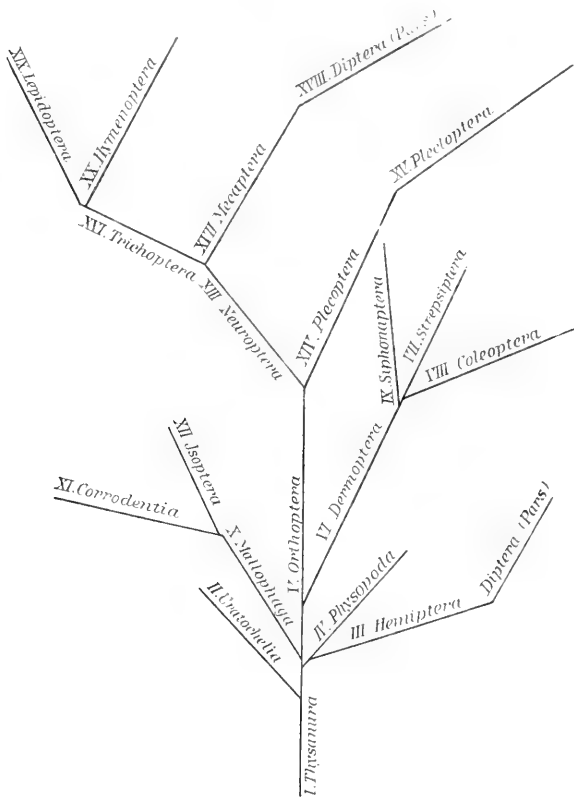 XIX. Lepidoptera
XX. Hymenoptera
XVIII. Diptera (Pars)
XVII Mecaptera
XVI. Trichoptera
XV. Plectoptera
XIII Neuroptera
XIV. Plecoptera
IX. Siphonaptera
VII. Strepsiptera
VIII Coleoptera
XII Isoptera
XI. Corrodentia
X Mallophaga
V. Orthoptera
VI Dermoptera
II.
IV. Physopoda
III Hemiptera
Diptera (Pars)
I. Thysanura